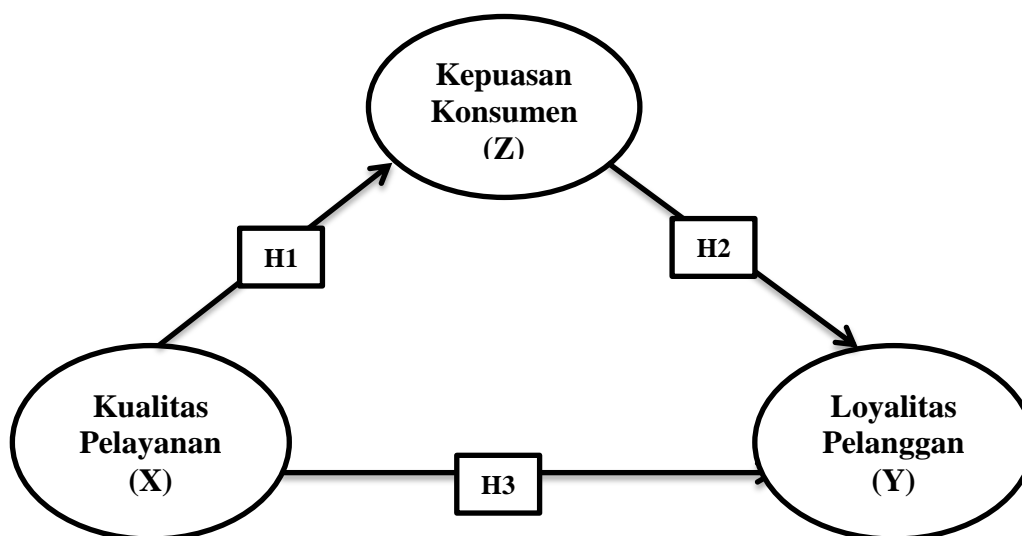 Kepuasan
Konsumen
(Z)
H1
H2
Kualitas
Pelayanan
(X)
Loyalitas
Pelanggan
(Y)
H3